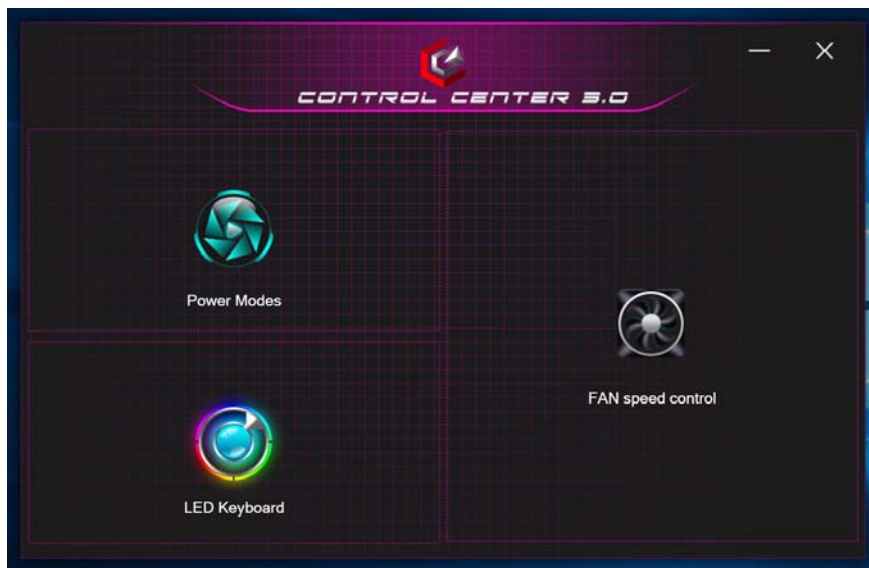 CONTROL CENTER 3.0
Power Modes
FAN speed control
LED Keyboard